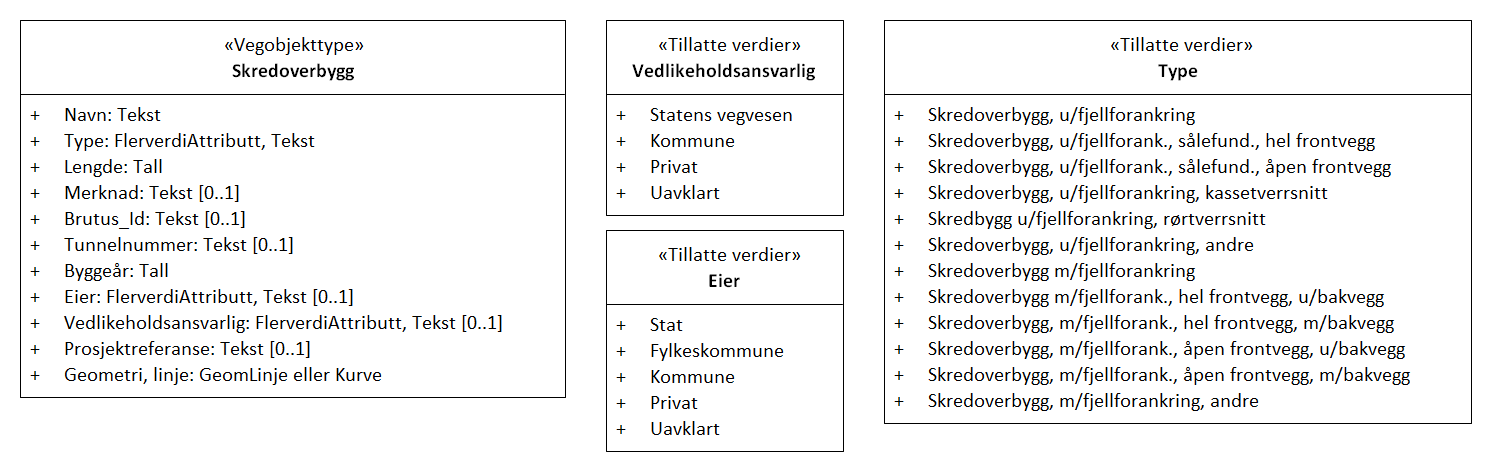 «Vegobjekttype»
Skredoverbygg
+ Navn: Tekst
+ Type: FlerverdiAttributt, Tekst
+ Lengde: Tall
+ Merknad: Tekst [0..1]
+ Brutus_Id: Tekst [0..1]
+ Tunnelnummer: Tekst [0..1]
+ Byggeår: Tall
+ Eier: FlerverdiAttributt, Tekst [0..1]
+ Vedlikeholdsansvarlig: FlerverdiAttributt, Tekst [0..1]
+ Prosjektreferanse: Tekst [0..1]
+ Geometri, linje: GeomLinje eller Kurve
«Tillatte verdier»
Vedlikeholdsansvarlig
+ Statens vegvesen
+ Kommune
+ Privat
+ Uavklart
«Tillatte verdier»
Eier
+ Stat
+ Fylkeskommune
+ Kommune
+ Privat
+ Uavklart
«Tillatte verdier»
Type
+ Skredoverbygg, u/fjellforankring
+ Skredoverbygg, u/fjellforank., sålefund., hel frontvegg
+ Skredoverbygg, u/fjellforank., sålefund., åpen frontvegg
+ Skredoverbygg, u/fjellforankring, kassetverrsnitt
+ Skredbygg u/fjellforankring, rørtverrsnitt
+ Skredoverbygg, u/fjellforankring, andre
+ Skredoverbygg m/fjellforankring
+ Skredoverbygg m/fjellforank., hel frontvegg, u/bakvegg
+ Skredoverbygg, m/fjellforank., hel frontvegg, m/bakvegg
+ Skredoverbygg, m/fjellforank., åpen frontvegg, u/bakvegg
+ Skredoverbygg, m/fjellforank., åpen frontvegg, m/bakvegg
+ Skredoverbygg, m/fjellforankring, andre